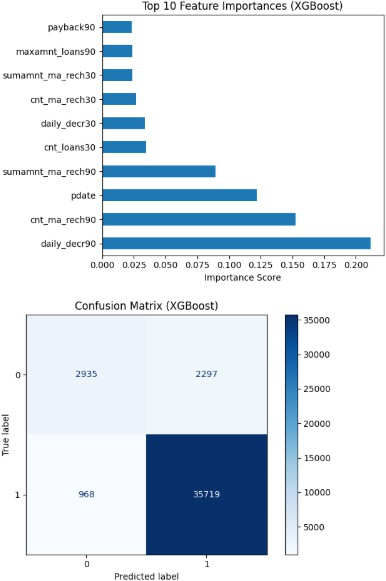 Top 10 Feature Importances (XGBoost)
payback90
maxamnt_loans90
sumamnt_ma_rech30
cnt_ma_rech30
daily_decr30
cnt_loans30
sumamnt_ma_rech90
pdate
cnt_ma_rech90
daily_decr90
0.000 0.025 0.050 0.075 0.100 0.125 0.150 0.175 0.200
Importance Score
Confusion Matrix (XGBoost)
35000
30000
0 2935 2297
25000
True label
20000
15000
1 968 35719
10000
5000
0 1
Predicted label